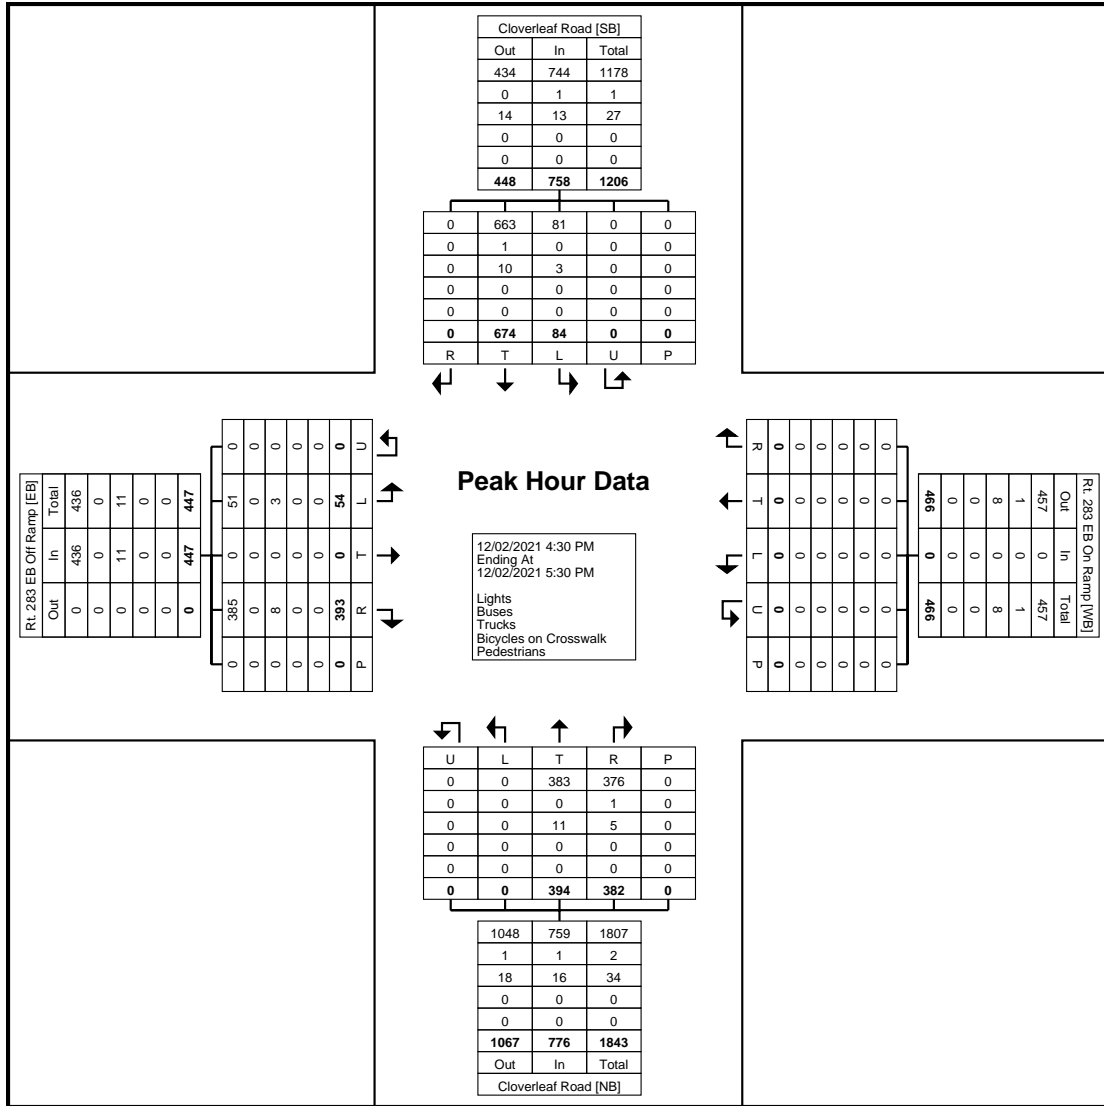 Cloverleaf Road [SB]
Out In Total
434 744 1178
0 1 1
14 13 27
0 0 0
0 0 0
448 758 1206
0 663 81 0 0
0 1 0 0 0
0 10 3 0 0
0 0 0 0 0
0 0 0 0 0
0 674 84 0 0
R T L U P
Rt. 283 EB Off Ramp [EB]
Out In Total
0 436 436
0 0 0
0 11 11
0 0 0
0 0 0
0 447 447
0 51 0 385 0
0 0 0 0 0
0 3 0 8 0
0 0 0 0 0
0 0 0 0 0
0 54 0 393 0
U L T R P
Peak Hour Data
12/02/2021 4:30 PM
Ending At
12/02/2021 5:30 PM
Lights
Buses
Trucks
Bicycles on Crosswalk
Pedestrians
R T L U P
0 0 0 0 0
0 0 0 0 0
0 0 0 0 0
0 0 0 0 0
0 0 0 0 0
0 0 0 0 0
Rt. 283 EB On Ramp [WB]
Out In Total
457 0 457
1 0 1
8 0 8
0 0 0
0 0 0
466 0 466
U L T R P
0 0 383 376 0
0 0 0 1 0
0 0 11 5 0
0 0 0 0 0
0 0 0 0 0
0 0 394 382 0
1048 759 1807
1 1 2
18 16 34
0 0 0
0 0 0
1067 776 1843
Out In Total
Cloverleaf Road [NB]